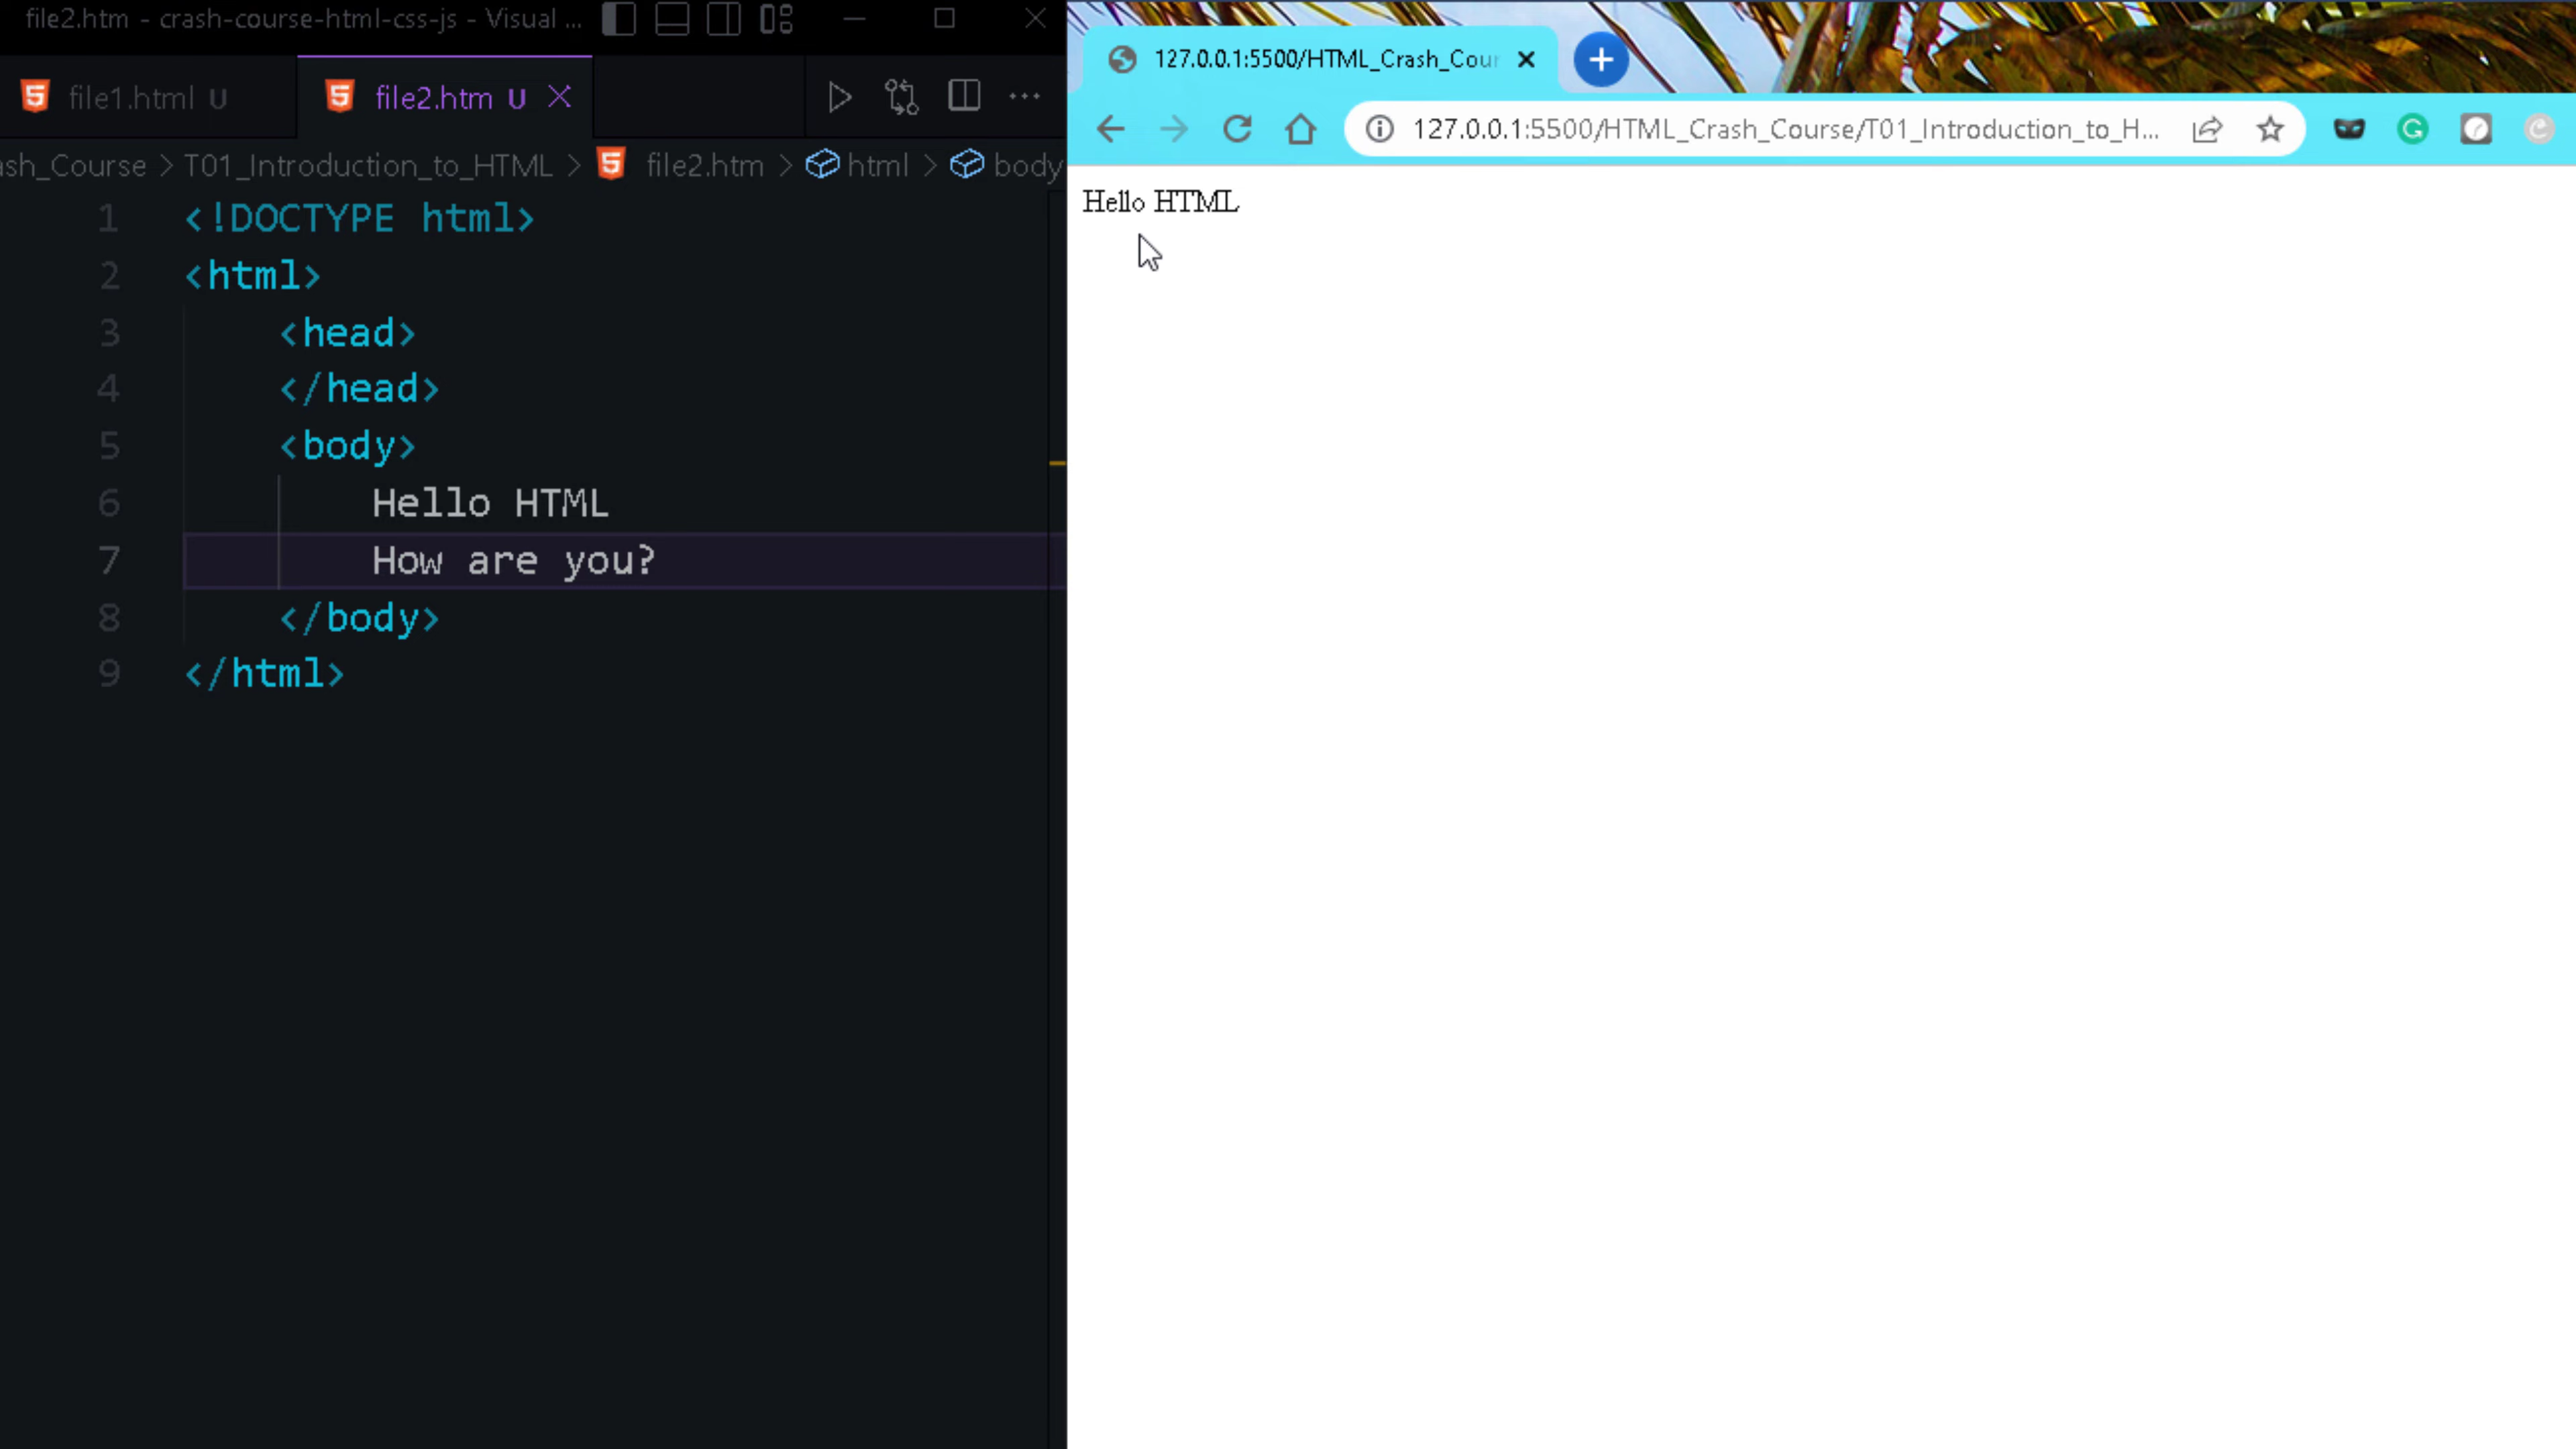 file2.htm - crash-course-html-css-js - Visual ...
file1.html U
file2.htm U
ash_Course > T01_Introduction_to_HTML > file2.htm > html > body
1 <!DOCTYPE html>
2 <html>
3 <head>
4 </head>
5 <body>
6 Hello HTML
7 How are you?
8 </body>
9 </html>
127.0.0.1:5500/HTML_Crash_Cour
127.0.0.1:5500/HTML_Crash_Course/T01_Introduction_to_H...
Hello HTML